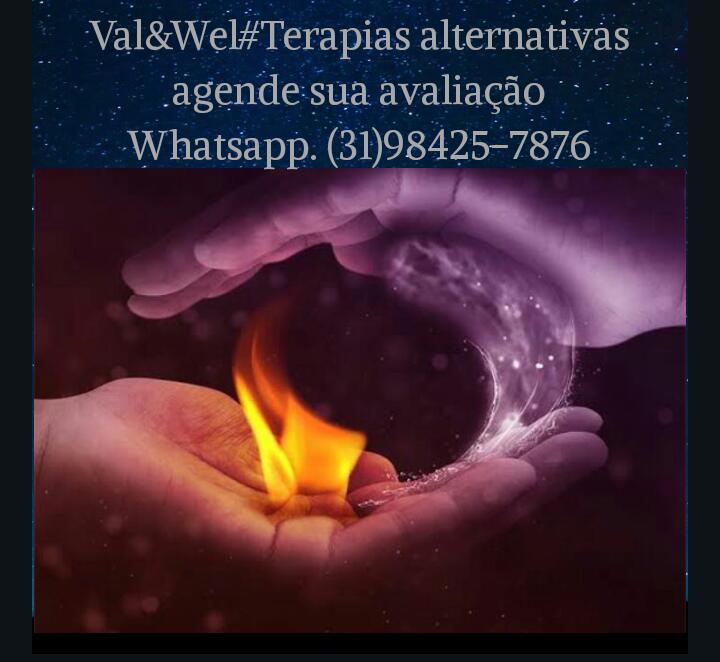 Val&Wel#Terapias alternativas
agende sua avaliação
Whatsapp. (31)98425-7876